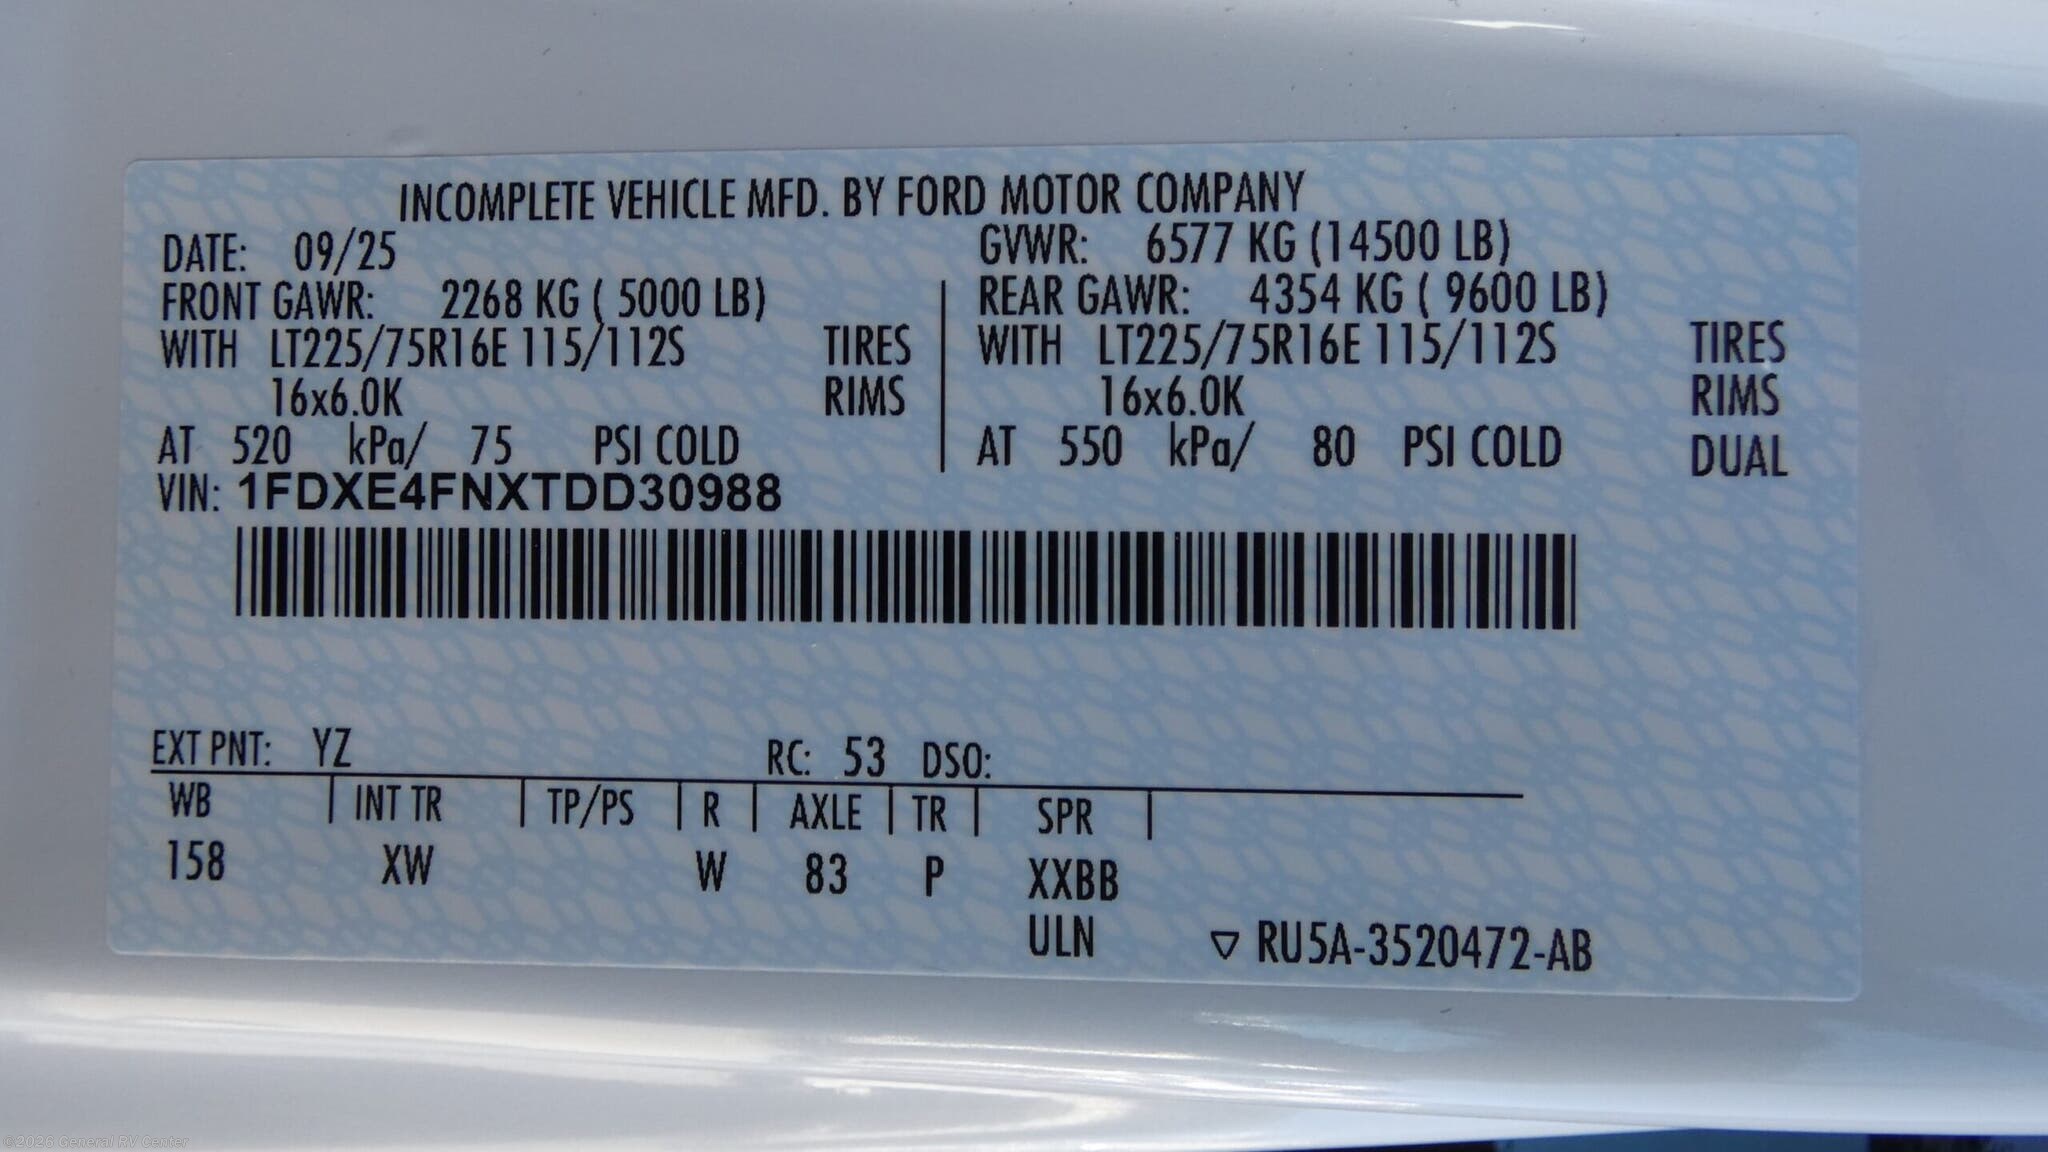 INCOMPLETE VEHICLE MFD. BY FORD MOTOR COMPANY
DATE: 09/25 GVWR: 6577 KG (14500 LB)
FRONT GAWR: 2268 KG ( 5000 LB) REAR GAWR: 4354 KG ( 9600 LB)
WITH LT225/75R16E 115/112S TIRES WITH LT225/75R16E 115/112S TIRES
16x6.0K RIMS 16x6.0K RIMS
AT 520 kPa/ 75 PSI COLD AT 550 kPa/ 80 PSI COLD DUAL
VIN: 1FDXE4FNXTDD30988
EXT PNT: YZ RC: 53 DSO:
WB INT TR TP/PS R AXLE TR SPR
158 XW W 83 P XXBB
ULN ▽ RU5A-3520472-AB
©2026 General RV Center